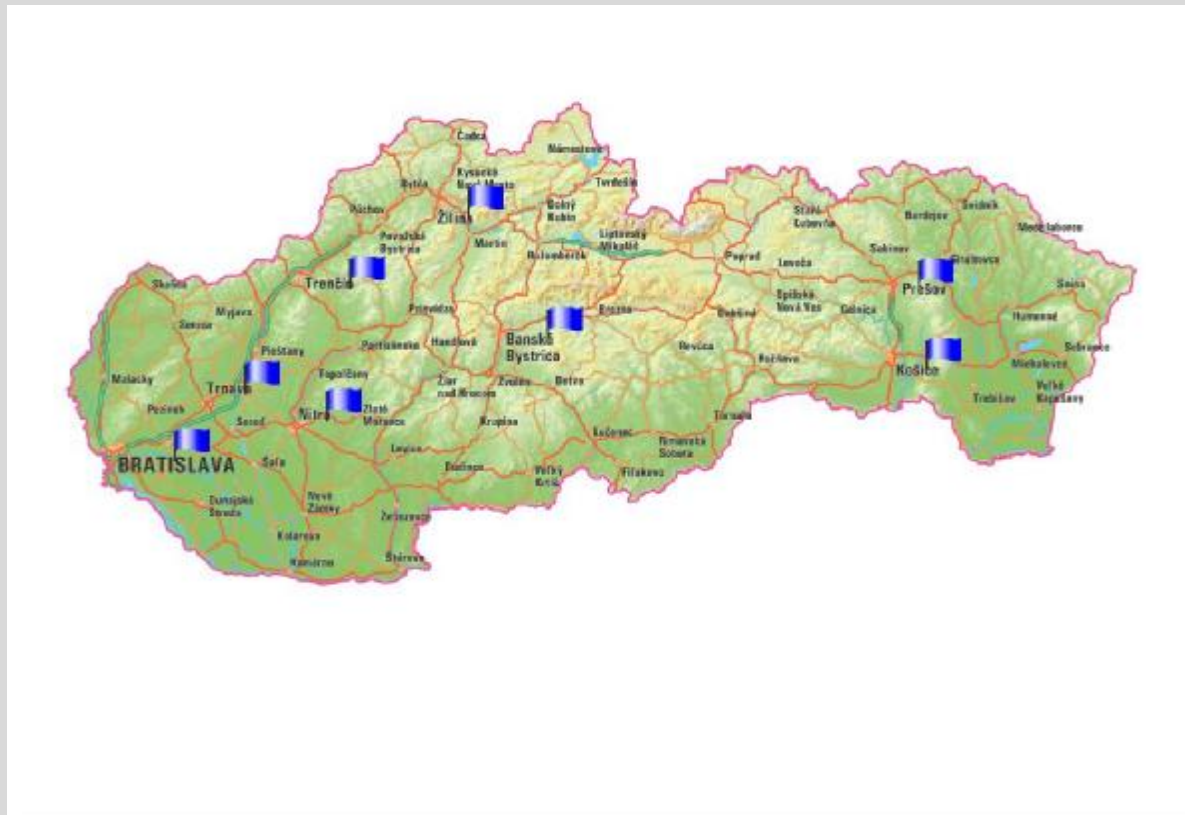 Čadca
Námestovo
Kysucké
Nové Mesto
Tvrdošín
Bytča
Púchov
Dolný
Kubín
Žilina
Stará
Ľubovňa
Bardejov
Svidník
Medzilaborce
Považská
Bystrica
Martin
Liptovský
Mikuláš
Ružomberok
Poprad
Levoča
Sabinov
Stropkov
Trenčín
Prešov
Snina
Skalica
Myjava
Senica
Prievidza
Brezno
Dobšiná
Spišská
Nová Ves
Gelnica
Humenné
Banská
Bystrica
Piešťany
Partizánske
Handlová
Revúca
Rožňava
Košice
Sobrance
Michalovce
Malacky
Trnava
Topoľčany
Žiar
nad Hronom
Zvolen
Detva
Trebišov
Veľké
Kapušany
Pezinok
Sereď
Nitra
Zlaté
Moravce
Krupina
Lučenec
Rimavská
Sobota
Tornaľa
BRATISLAVA
Šaľa
Levice
Veľký
Krtíš
Fiľakovo
Dunajská
Streda
Nové
Zámky
Želiezovce
Kolárovo
Komárno
Štúrovo